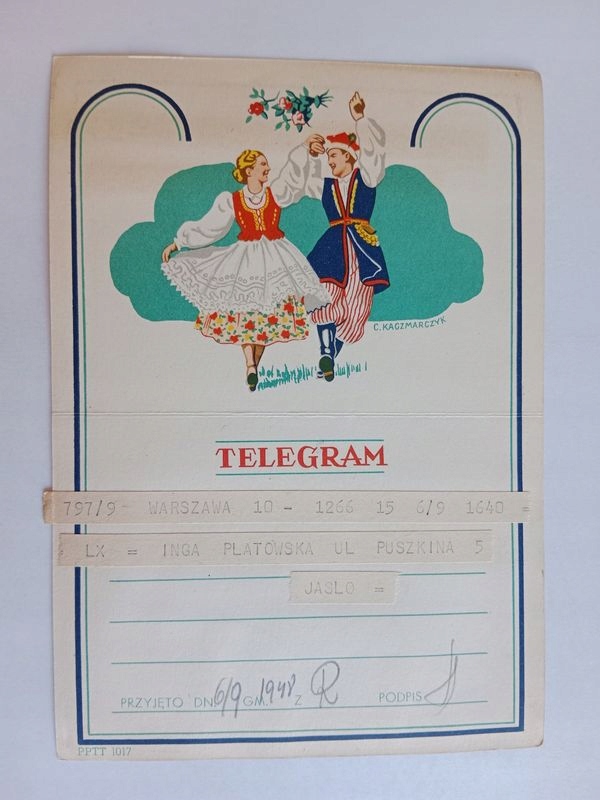 C. KACZMARCZYK
TELEGRAM
797/9 WARSZAWA 10 - 1266 15 6/9 1640 =
LX = INGA PLATOWSKA UL PUSZKINA 5
JASLO =
PRZYJĘTO DN. 6/9 GM. 1948 Z R PODPIS
PPTT 1017